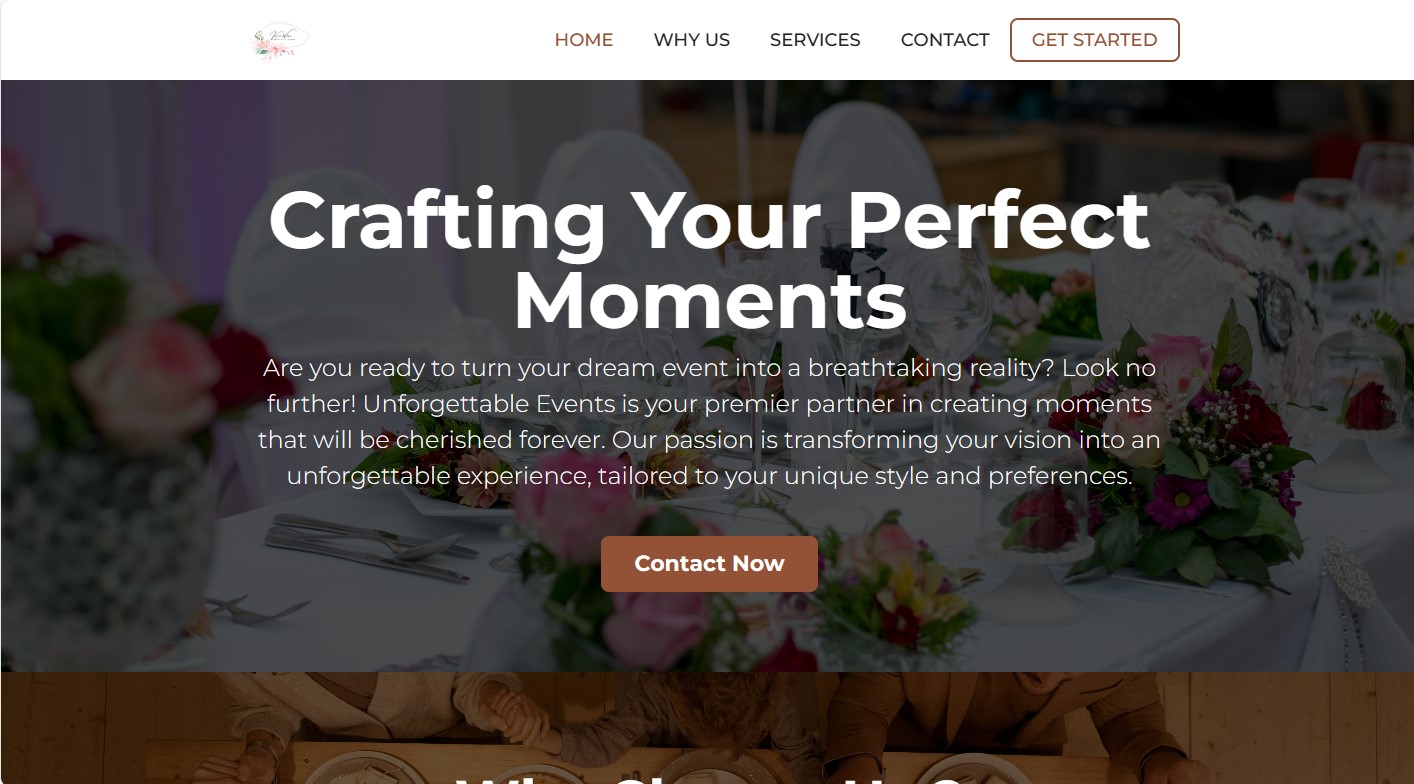 HOME
WHY US
SERVICES
CONTACT
GET STARTED
Crafting Your Perfect
Moments
Are you ready to turn your dream event into a breathtaking reality? Look no
further! Unforgettable Events is your premier partner in creating moments
that will be cherished forever. Our passion is transforming your vision into an
unforgettable experience, tailored to your unique style and preferences.
Contact Now